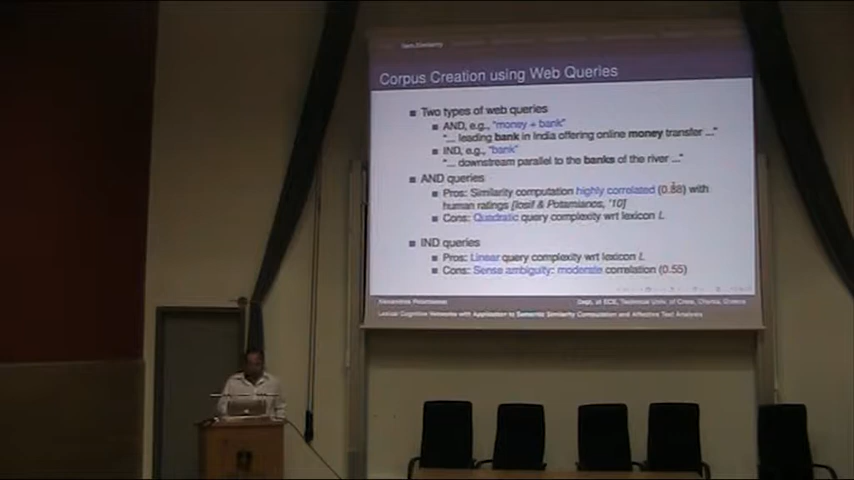 Corpus Creation using Web Queries
Two types of web queries
AND, e.g., "money + bank"
"... leading bank in India offering online money transfer ..."
IND, e.g., "bank"
"... downstream parallel to the banks of the river ..."
AND queries
Pros: Similarity computation highly correlated (0.88) with
human ratings [Iosif & Potamianos, '10]
Cons: Quadratic query complexity wrt lexicon L
IND queries
Pros: Linear query complexity wrt lexicon L
Cons: Sense ambiguity: moderate correlation (0.55)
Alexandros Potamianos
Dept. of ECE, Technical Univ. of Crete, Chania, Greece
Lexical Cognitive Networks with Application to Semantic Similarity Computation and Affective Text Analysis